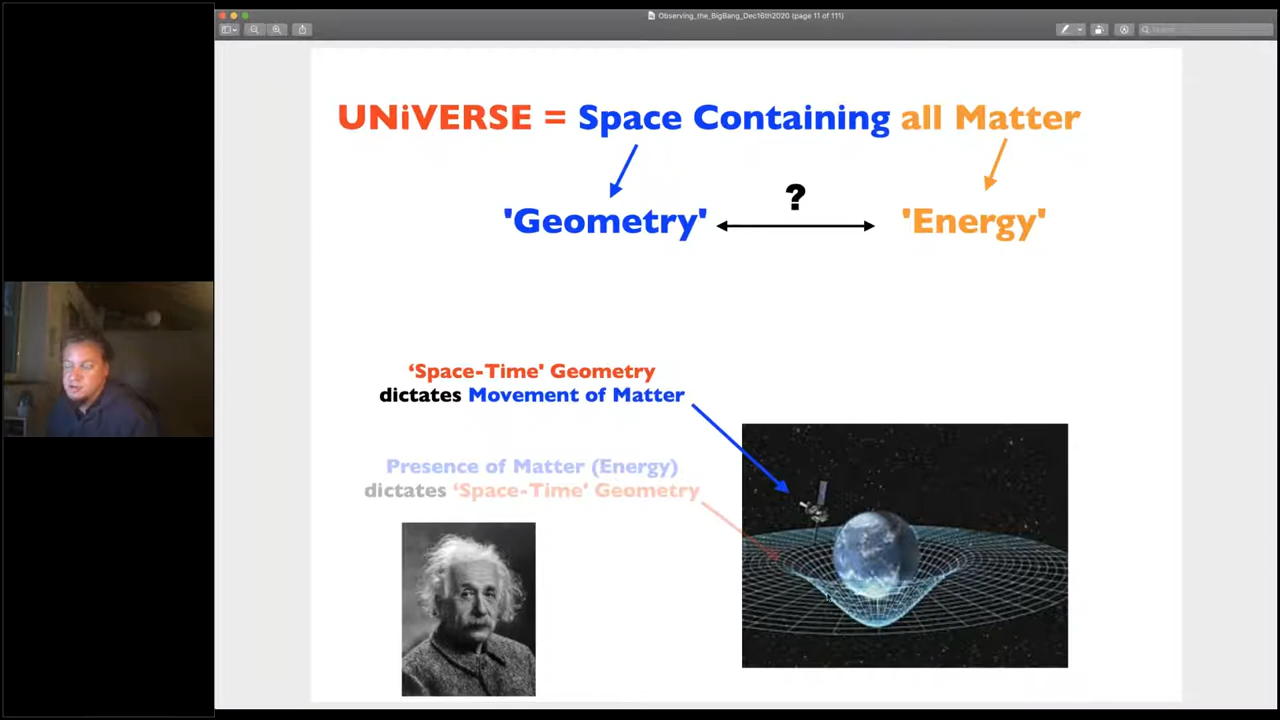 Observing_the_BigBang_Dec16th2020 (page 11 of 111)
Search
UNiVERSE = Space Containing all Matter
?
'Geometry' 'Energy'
‘Space-Time' Geometry
dictates Movement of Matter
Presence of Matter (Energy)
dictates ‘Space-Time’ Geometry